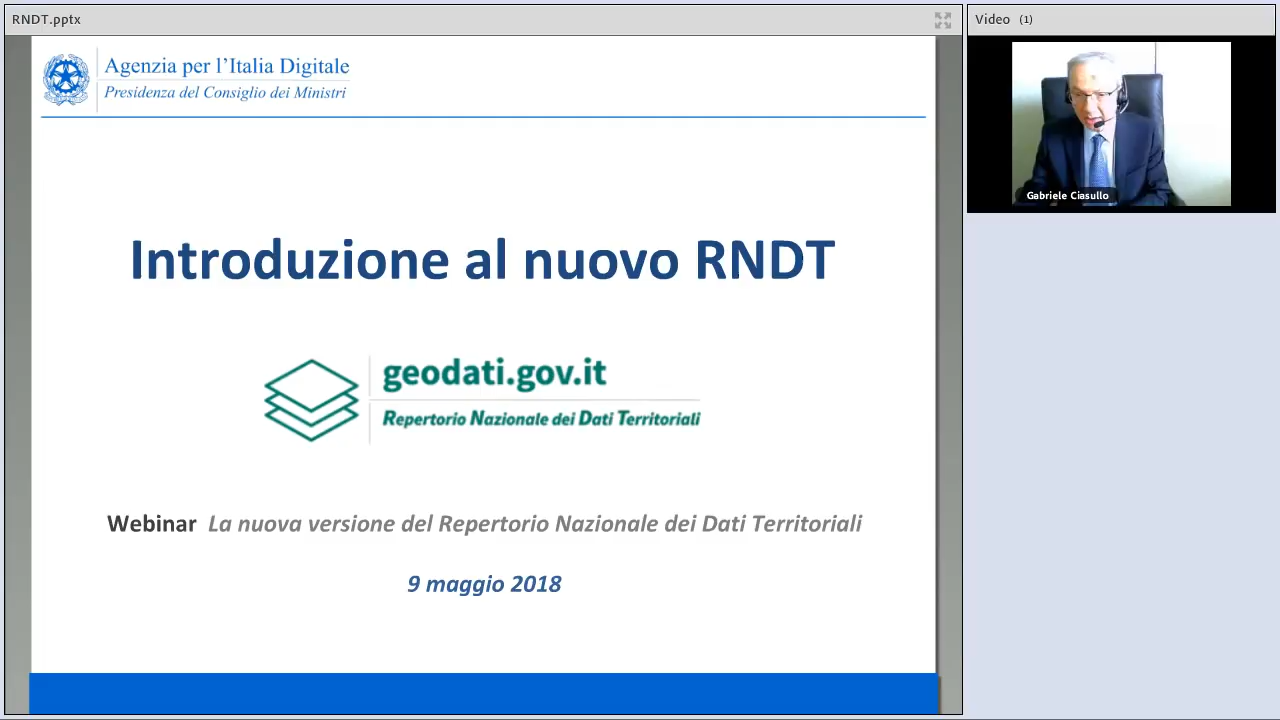 RNDT.pptx
Video (1)
Agenzia per l'Italia Digitale
Presidenza del Consiglio dei Ministri
Gabriele Ciasullo
Introduzione al nuovo RNDT
geodati.gov.it
Repertorio Nazionale dei Dati Territoriali
Webinar La nuova versione del Repertorio Nazionale dei Dati Territoriali
9 maggio 2018